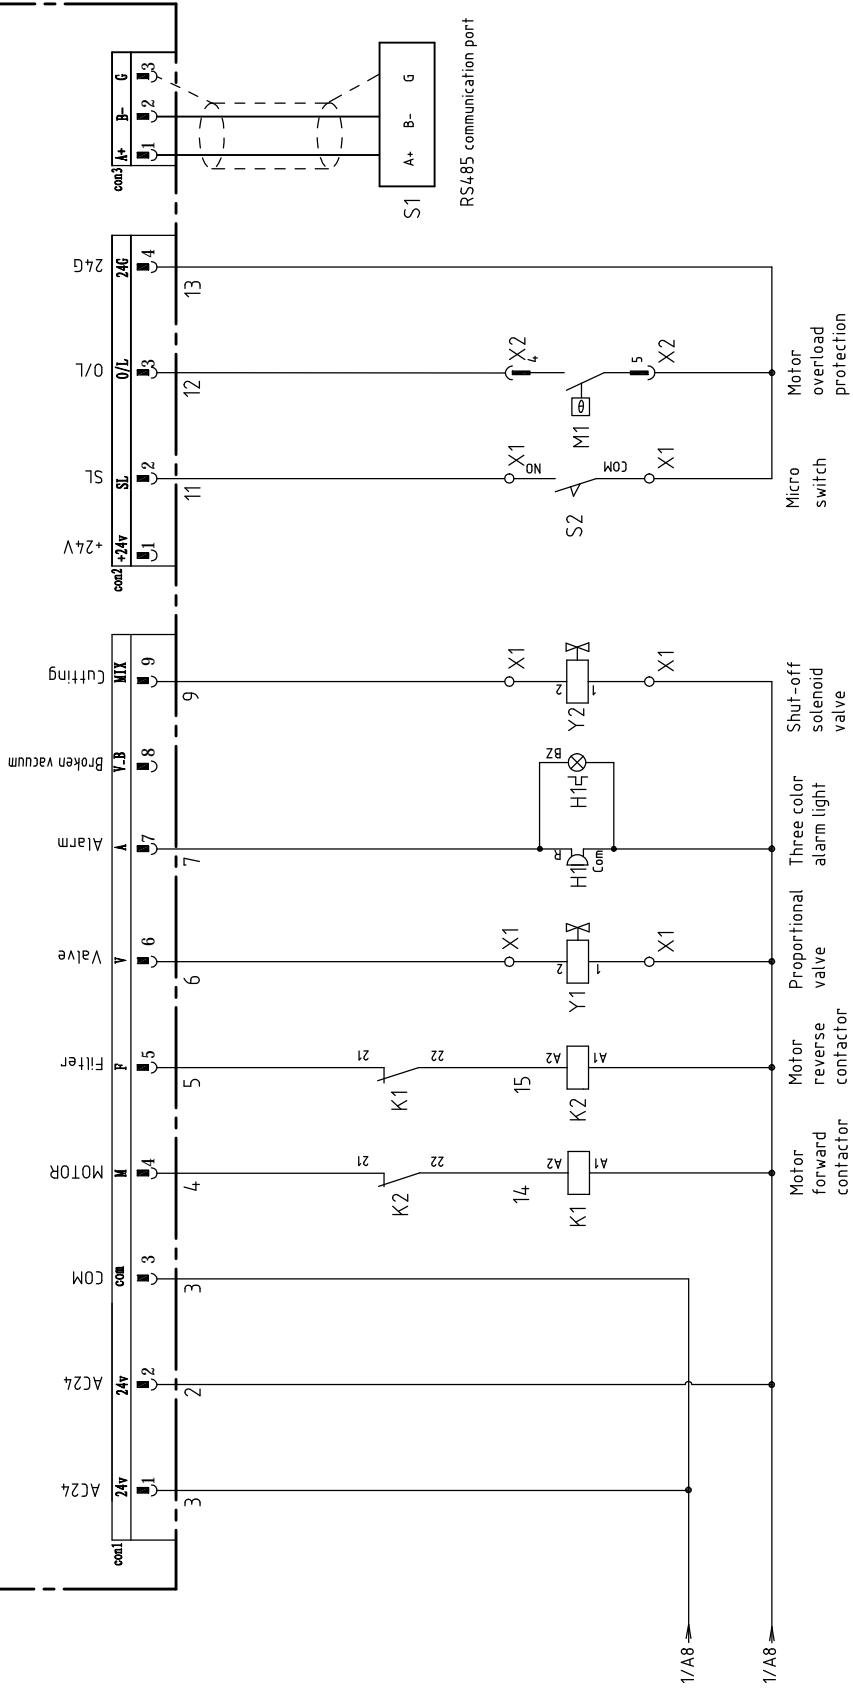 con3
A+
B-
G
1
2
3
A+
B-
G
S1
RS485 communication port
24G
O/L
SL
+24V
con2
+24v
SL
O/L
24G
1
2
3
4
13
12
11
X2
4
5
X2
θ
M1
X1
NO
COM
X1
S2
Motor
overload
protection
Micro
switch
Cutting
Broken vacuum
Alarm
Valve
Filter
MOTOR
COM
AC24
AC24
con1
24v
24v
com
M
F
V
A
V_B
MIX
1
2
3
4
5
6
7
8
9
9
7
6
5
4
3
2
3
X1
2
1
X1
Y2
BZ
H1
R
Com
H1
X1
2
1
X1
Y1
21
22
K1
15
A2
A1
K2
21
22
K2
14
A2
A1
K1
Shut-off
solenoid
valve
Three color
alarm light
Proportional
valve
Motor
reverse
contactor
Motor
forward
contactor
1/A8
1/A8